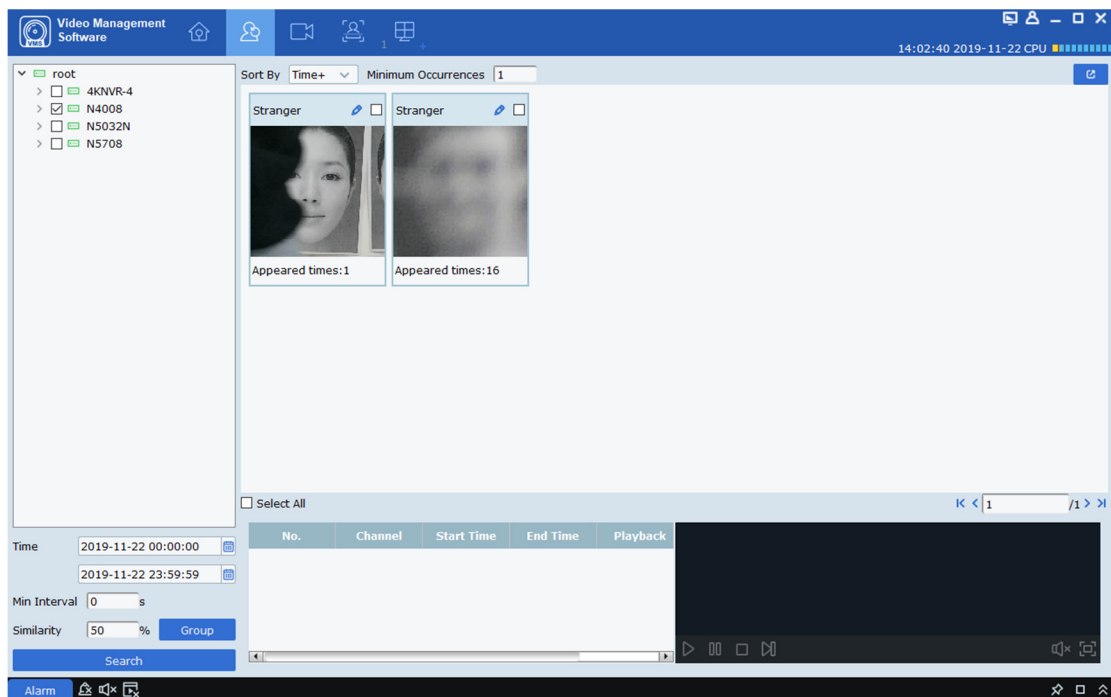 Video Management
Software
VMS
1
+
14:02:40 2019-11-22 CPU
root
4KNVR-4
N4008
N5032N
N5708
Sort By Time+ Minimum Occurrences 1
Stranger Stranger
Appeared times:1 Appeared times:16
Select All
1 /1
Time 2019-11-22 00:00:00
2019-11-22 23:59:59
Min Interval 0 s
Similarity 50 % Group
Search
No. Channel Start Time End Time Playback
Alarm